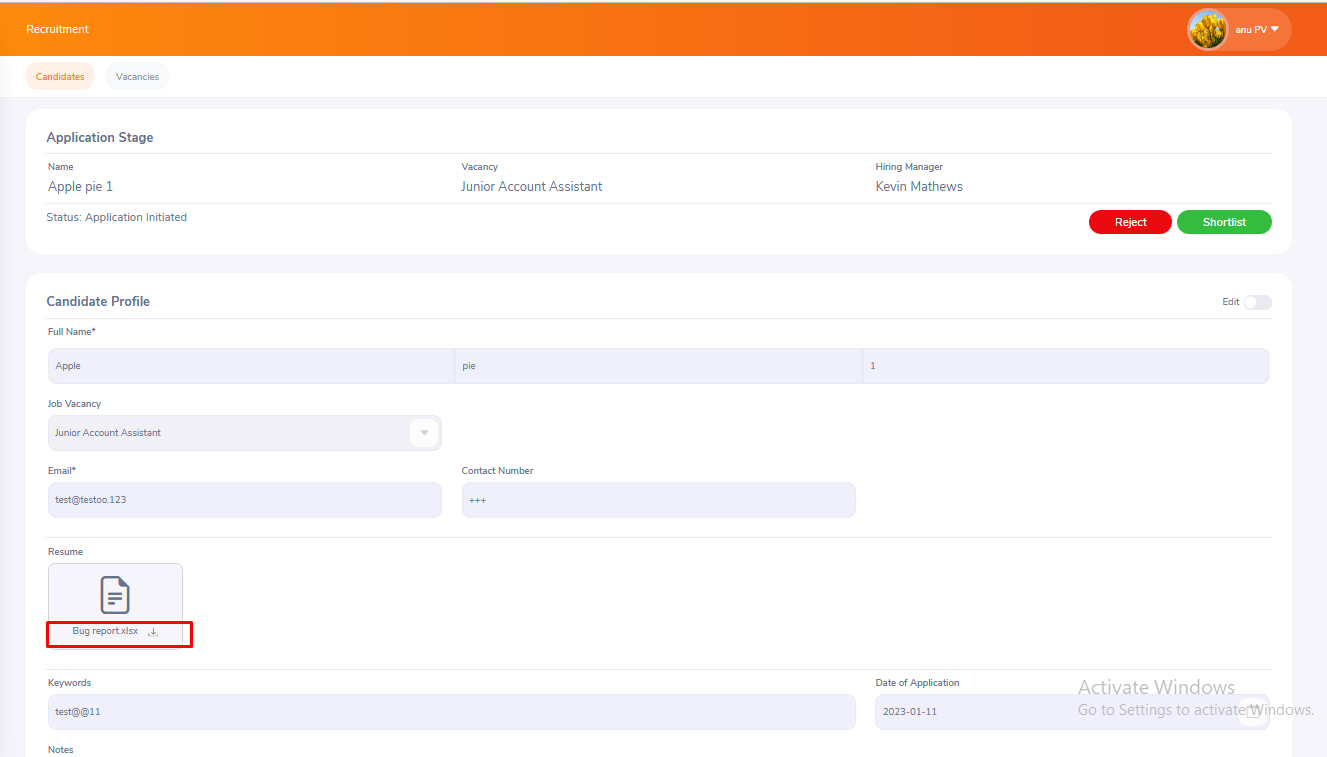 Recruitment
anu PV
Candidates Vacancies
Application Stage
Name Vacancy Hiring Manager
Apple pie 1 Junior Account Assistant Kevin Mathews
Status: Application Initiated Reject Shortlist
Candidate Profile Edit
Full Name*
Apple pie 1
Job Vacancy
Junior Account Assistant
Email* Contact Number
test@testoo.123 +++
Resume
Bug report.xlsx
Keywords Date of Application
test@@11 2023-01-11
Activate Windows
Go to Settings to activate Windows.
Notes